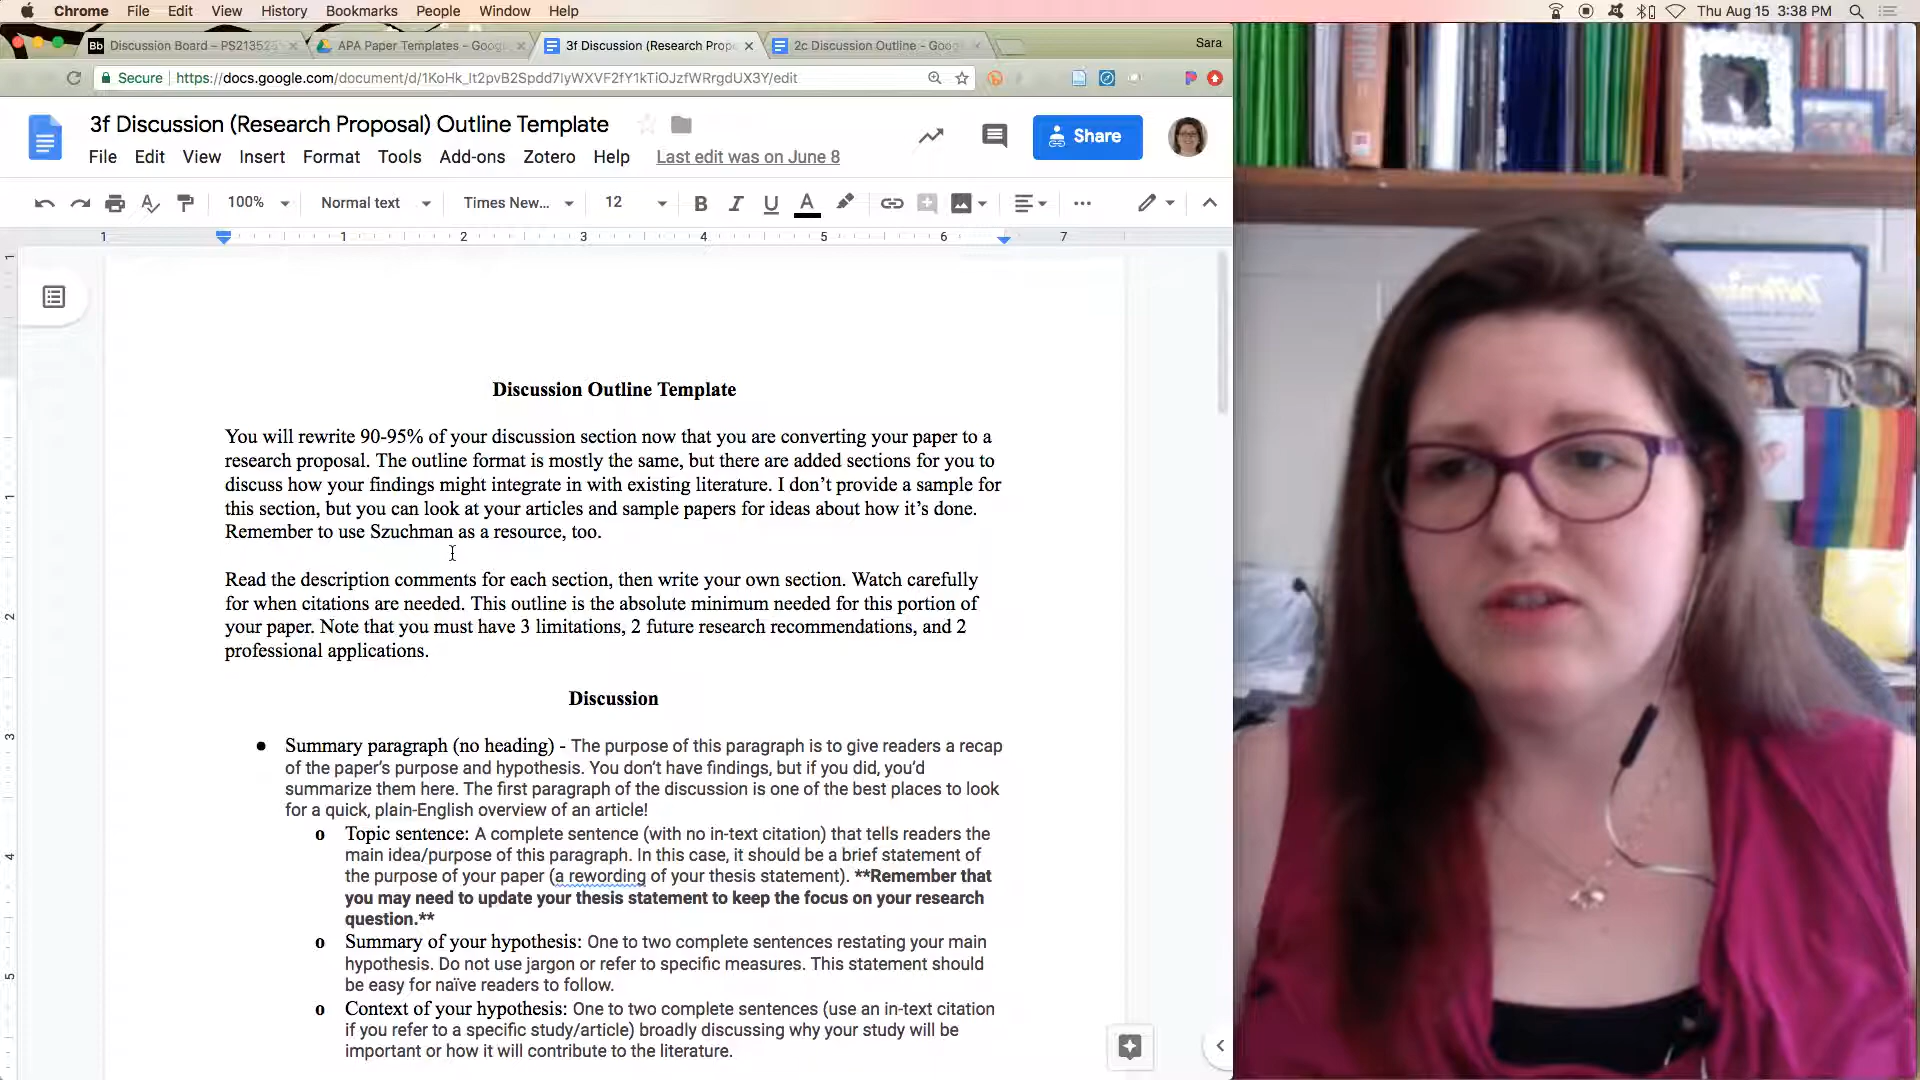 Chrome File Edit View History Bookmarks People Window Help Thu Aug 15 3:38 PM
Bb Discussion Board – PS21352S APA Paper Templates - Goog 3f Discussion (Research Propo 2c Discussion Outline - Goog Sara
Secure https://docs.google.com/document/d/1KoHk_lt2pvB2Spdd7lyWXVF2fY1kTiOJzfWRrgdUX3Y/edit
3f Discussion (Research Proposal) Outline Template
Share
File Edit View Insert Format Tools Add-ons Zotero Help Last edit was on June 8
100% Normal text Times New... 12 B I U A
1 1 2 3 4 5 6 7
Discussion Outline Template
You will rewrite 90-95% of your discussion section now that you are converting your paper to a
research proposal. The outline format is mostly the same, but there are added sections for you to
discuss how your findings might integrate in with existing literature. I don't provide a sample for
this section, but you can look at your articles and sample papers for ideas about how it's done.
Remember to use Szuchman as a resource, too.
Read the description comments for each section, then write your own section. Watch carefully
for when citations are needed. This outline is the absolute minimum needed for this portion of
your paper. Note that you must have 3 limitations, 2 future research recommendations, and 2
professional applications.
Discussion
● Summary paragraph (no heading) - The purpose of this paragraph is to give readers a recap
of the paper's purpose and hypothesis. You don't have findings, but if you did, you'd
summarize them here. The first paragraph of the discussion is one of the best places to look
for a quick, plain-English overview of an article!
o Topic sentence: A complete sentence (with no in-text citation) that tells readers the
main idea/purpose of this paragraph. In this case, it should be a brief statement of
the purpose of your paper (a rewording of your thesis statement). **Remember that
you may need to update your thesis statement to keep the focus on your research
question.**
o Summary of your hypothesis: One to two complete sentences restating your main
hypothesis. Do not use jargon or refer to specific measures. This statement should
be easy for naïve readers to follow.
o Context of your hypothesis: One to two complete sentences (use an in-text citation
if you refer to a specific study/article) broadly discussing why your study will be
important or how it will contribute to the literature.